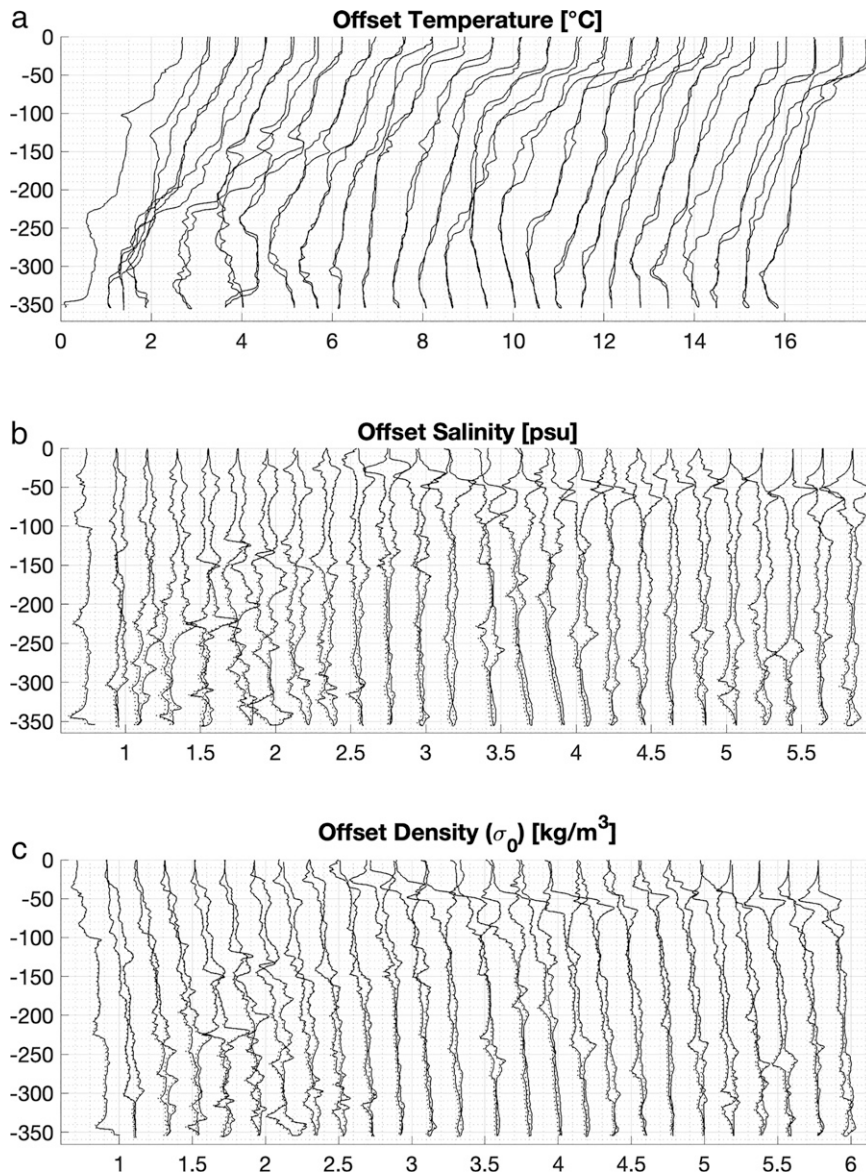 a
Offset Temperature [°C]
0
-50
-100
-150
-200
-250
-300
-350
0 2 4 6 8 10 12 14 16
b
Offset Salinity [psu]
0
-50
-100
-150
-200
-250
-300
-350
1 1.5 2 2.5 3 3.5 4 4.5 5 5.5
c
Offset Density (σ₀) [kg/m³]
0
-50
-100
-150
-200
-250
-300
-350
1 1.5 2 2.5 3 3.5 4 4.5 5 5.5 6